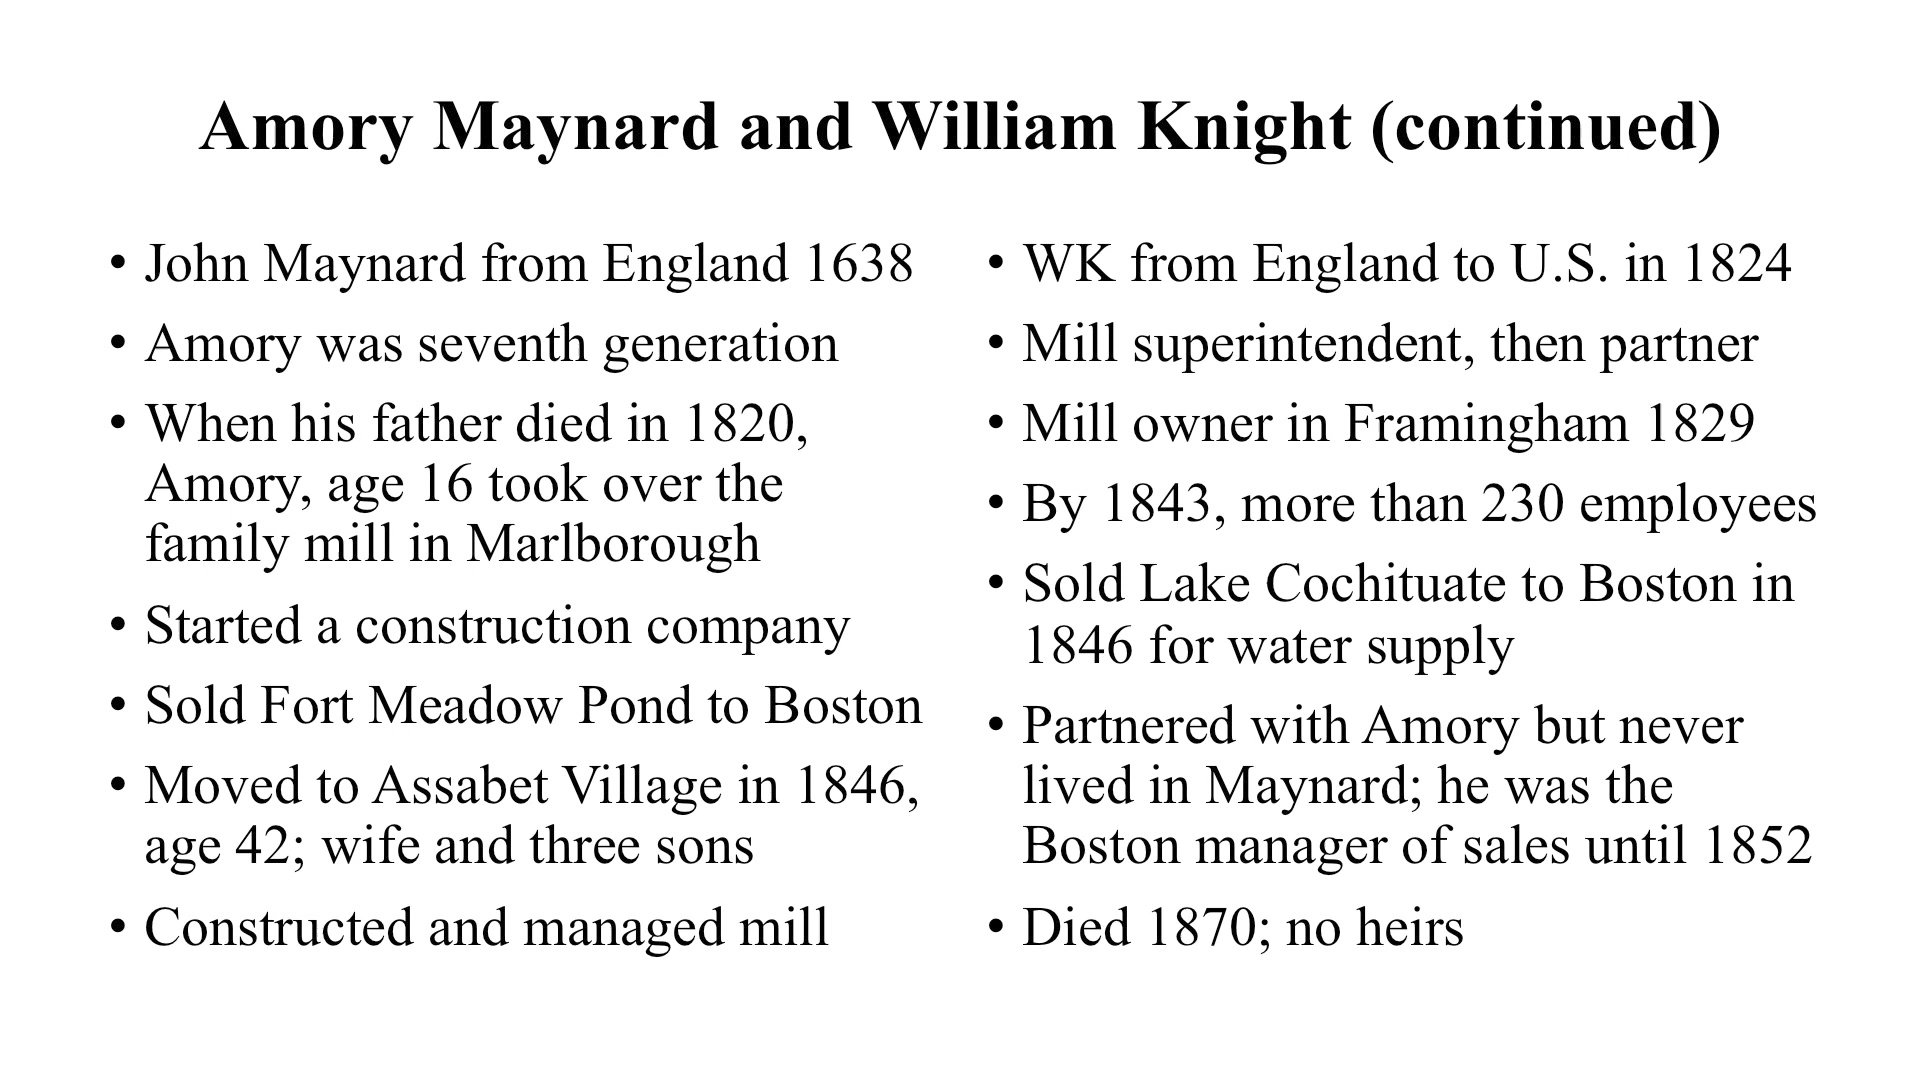 Amory Maynard and William Knight (continued)
• John Maynard from England 1638
• Amory was seventh generation
• When his father died in 1820,
Amory, age 16 took over the
family mill in Marlborough
• Started a construction company
• Sold Fort Meadow Pond to Boston
• Moved to Assabet Village in 1846,
age 42; wife and three sons
• Constructed and managed mill
• WK from England to U.S. in 1824
• Mill superintendent, then partner
• Mill owner in Framingham 1829
• By 1843, more than 230 employees
• Sold Lake Cochituate to Boston in
1846 for water supply
• Partnered with Amory but never
lived in Maynard; he was the
Boston manager of sales until 1852
• Died 1870; no heirs